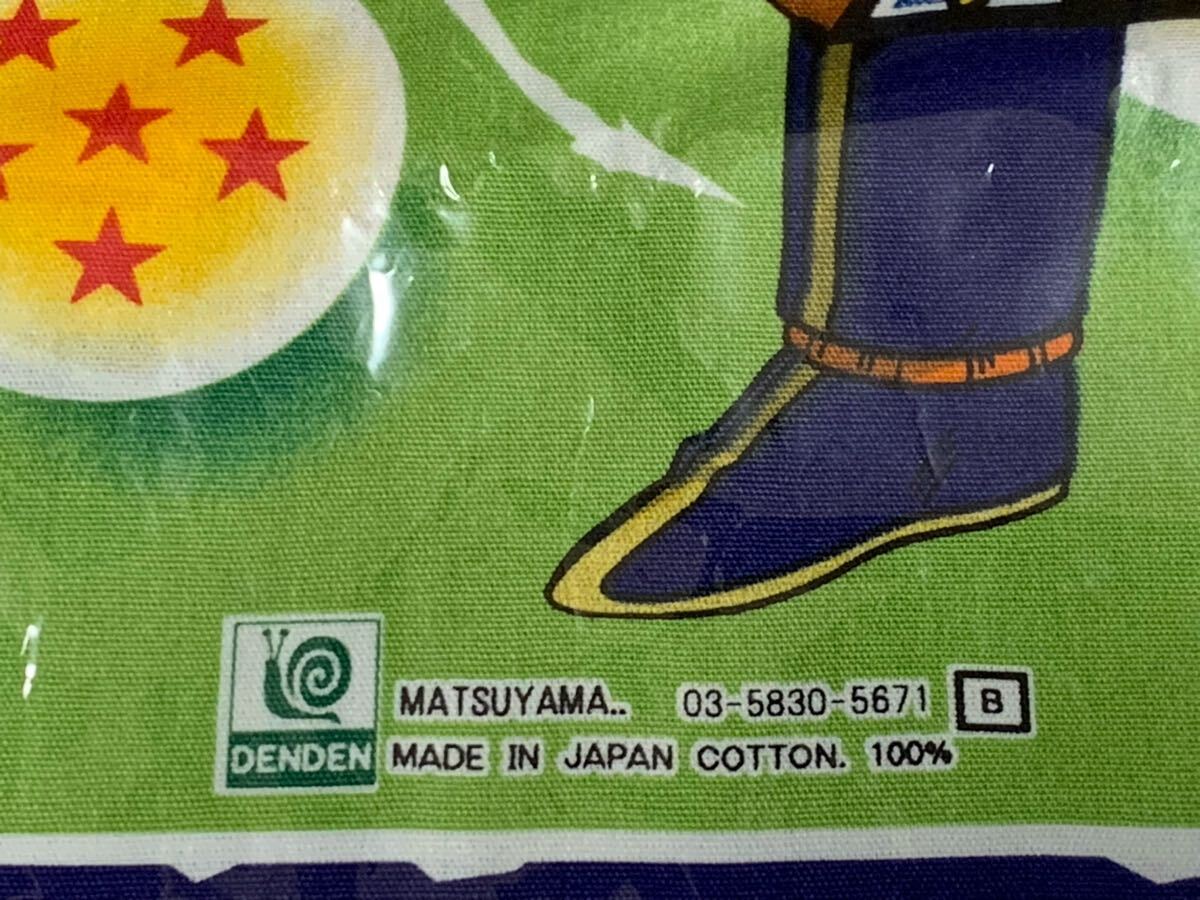 MATSUYAMA.. 03-5830-5671 B
DENDEN MADE IN JAPAN COTTON. 100%